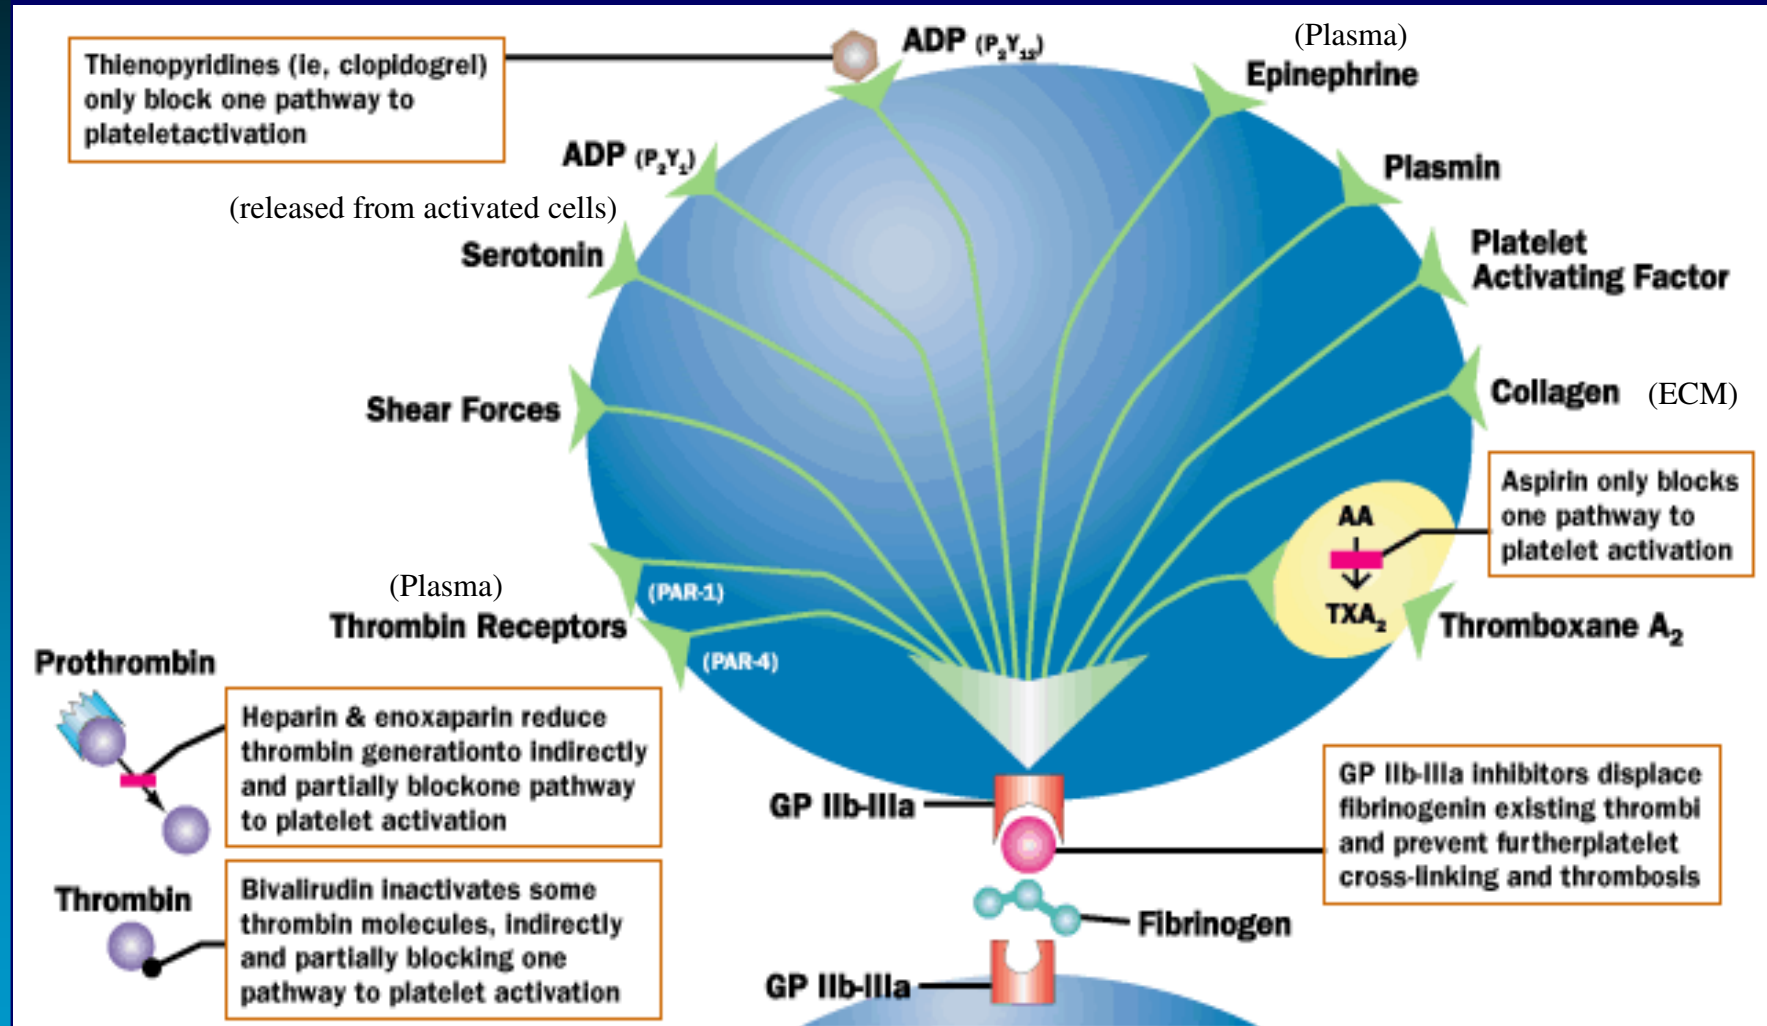 Thienopyridines (ie, clopidogrel)
only block one pathway to
plateletactivation
ADP (P₂Y₁₂)
(Plasma)
Epinephrine
ADP (P₂Y₁)
Plasmin
(released from activated cells)
Serotonin
Platelet
Activating Factor
Shear Forces
Collagen (ECM)
Aspirin only blocks
one pathway to
platelet activation
AA
TXA₂
Thromboxane A₂
(Plasma)
Thrombin Receptors
(PAR-1)
(PAR-4)
Prothrombin
Heparin & enoxaparin reduce
thrombin generationto indirectly
and partially blockone pathway
to platelet activation
GP IIb-IIIa
GP IIb-IIIa inhibitors displace
fibrinogenin existing thrombi
and prevent furtherplatelet
cross-linking and thrombosis
Thrombin
Bivalirudin inactivates some
thrombin molecules, indirectly
and partially blocking one
pathway to platelet activation
Fibrinogen
GP IIb-IIIa